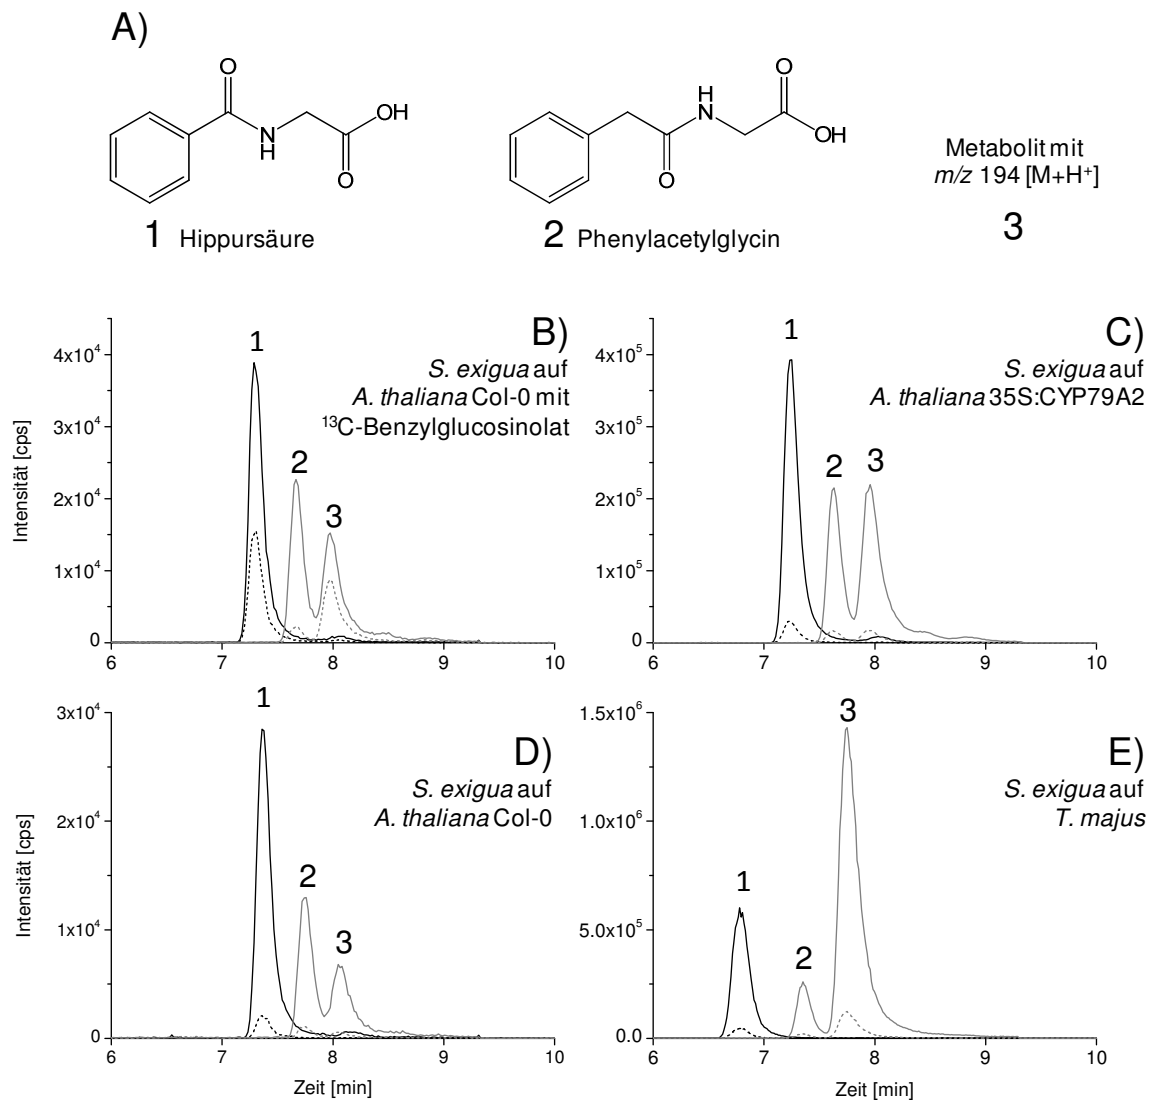 A)
O
N
H
OH
O
1 Hippursäure
H
N
O
O
OH
2 Phenylacetylglycin
Metabolit mit
m/z 194 [M+H⁺]
3
B)
S. exigua auf
A. thaliana Col-0 mit
¹³C-Benzylglucosinolat
Intensität [cps]
4x10⁴
3x10⁴
2x10⁴
1x10⁴
0
1
2
3
6 7 8 9 10
C)
S. exigua auf
A. thaliana 35S:CYP79A2
4x10⁵
3x10⁵
2x10⁵
1x10⁵
0
1
2
3
6 7 8 9 10
D)
S. exigua auf
A. thaliana Col-0
Intensität [cps]
3x10⁴
2x10⁴
1x10⁴
0
1
2
3
6 7 8 9 10
Zeit [min]
E)
S. exigua auf
T. majus
1.5x10⁶
1.0x10⁶
5.0x10⁵
0.0
1
2
3
6 7 8 9 10
Zeit [min]